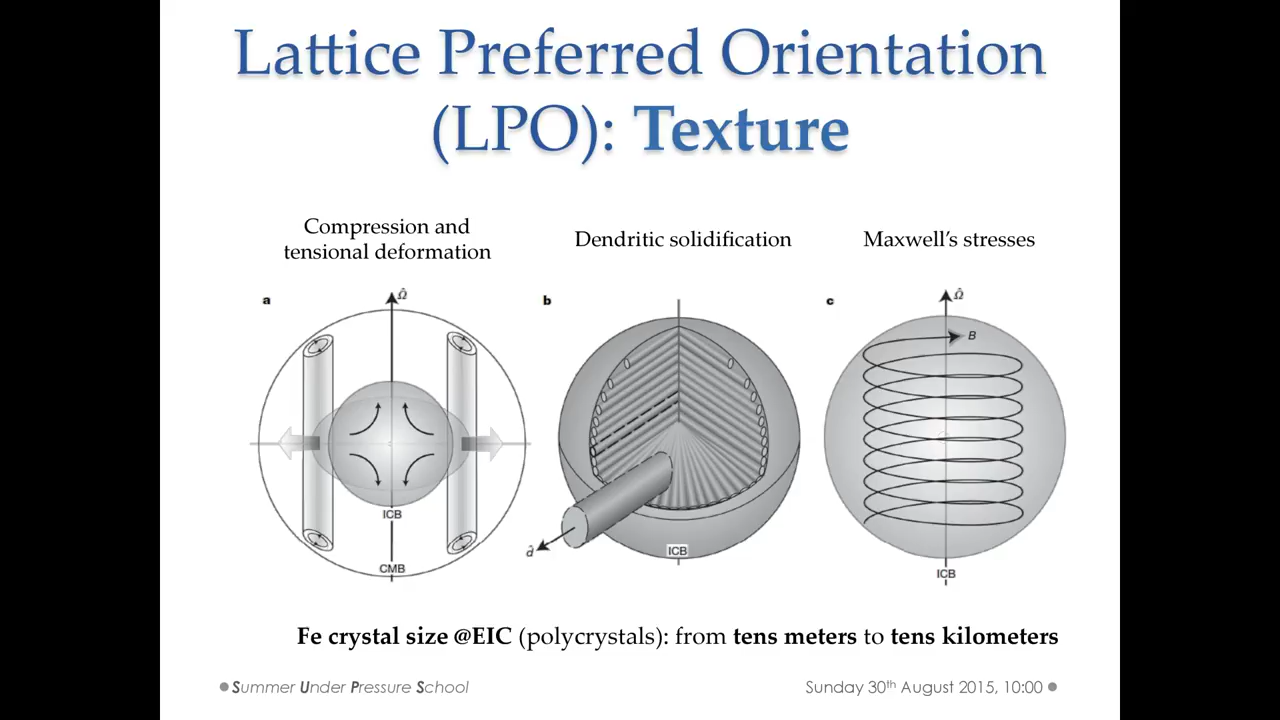 Lattice Preferred Orientation
(LPO): Texture
Compression and
tensional deformation
Dendritic solidification
Maxwell's stresses
a
Ω̂
ICB
CMB
b
d̂
ICB
c
Ω̂
B
ICB
Fe crystal size @EIC (polycrystals): from tens meters to tens kilometers
Summer Under Pressure School
Sunday 30th August 2015, 10:00